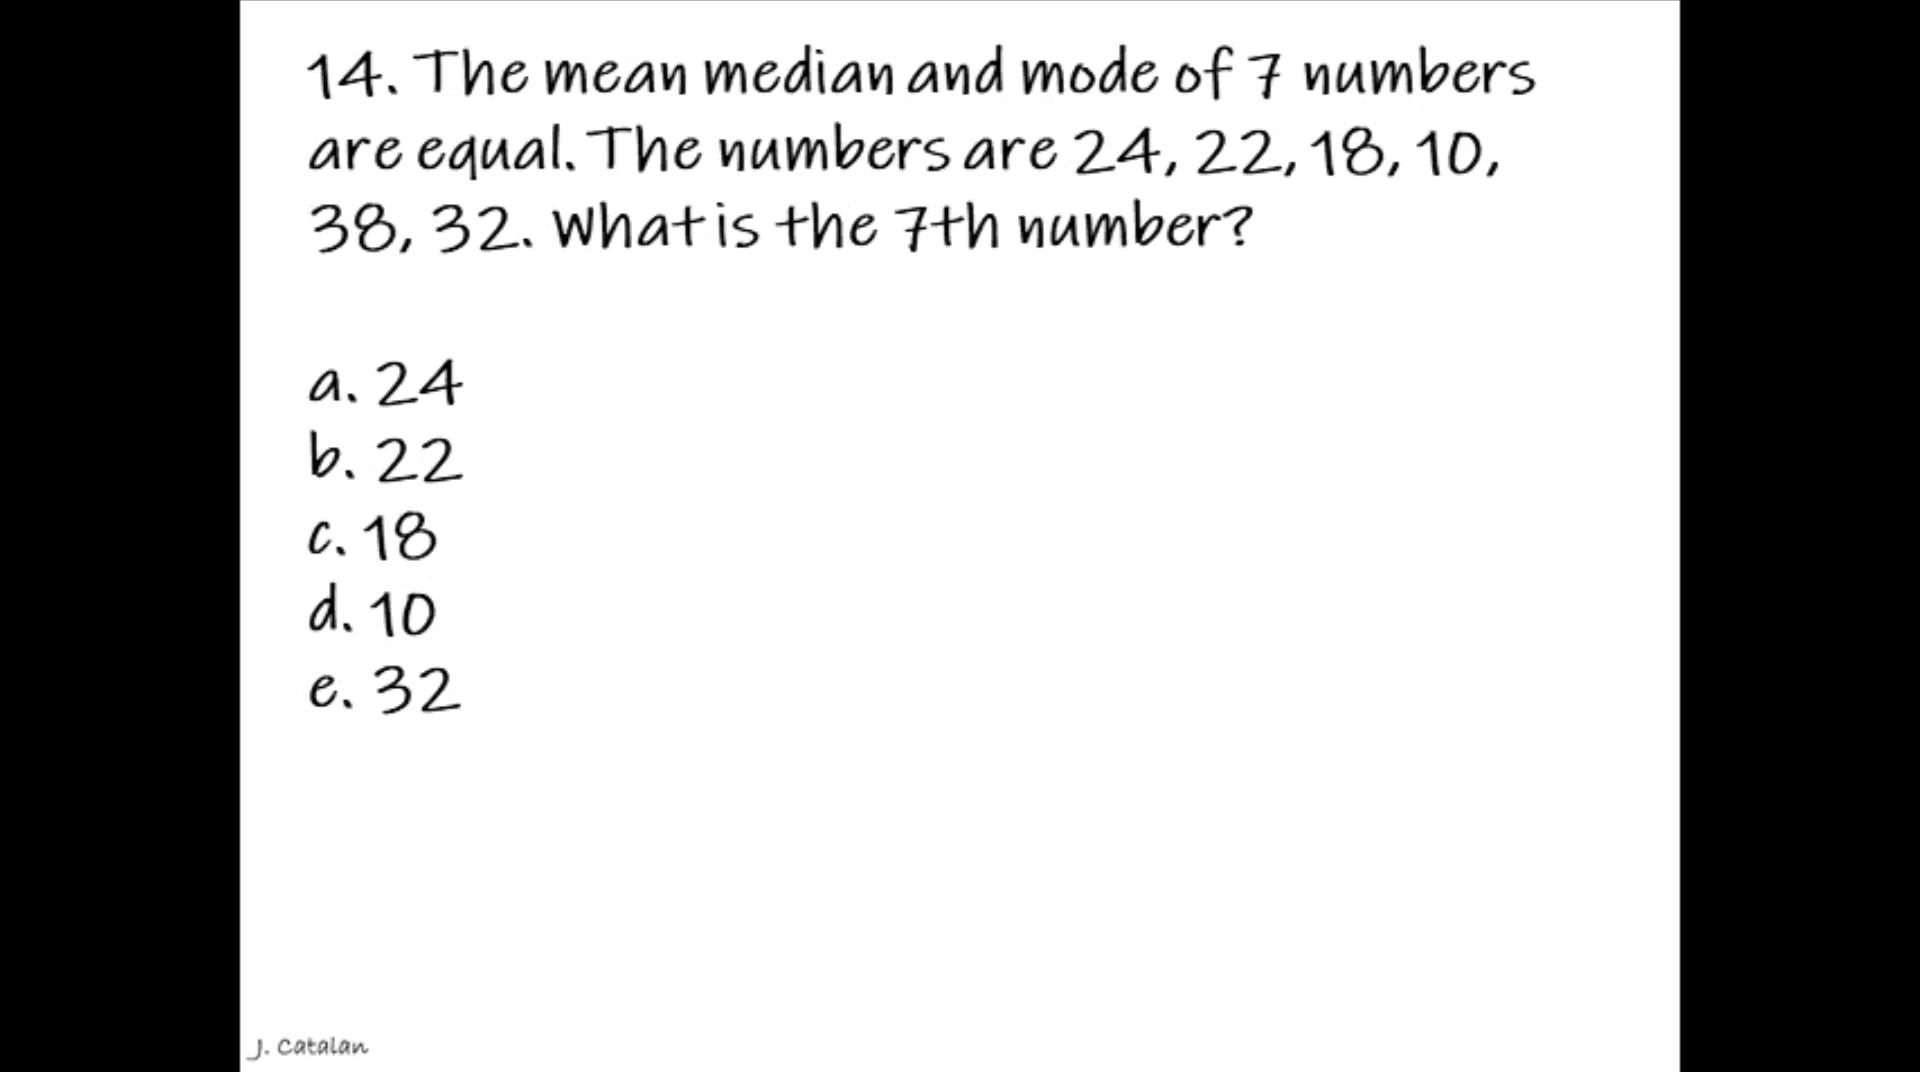 14. The mean median and mode of 7 numbers
are equal. The numbers are 24, 22, 18, 10,
38, 32. What is the 7th number?
a. 24
b. 22
c. 18
d. 10
e. 32
J. Catalan